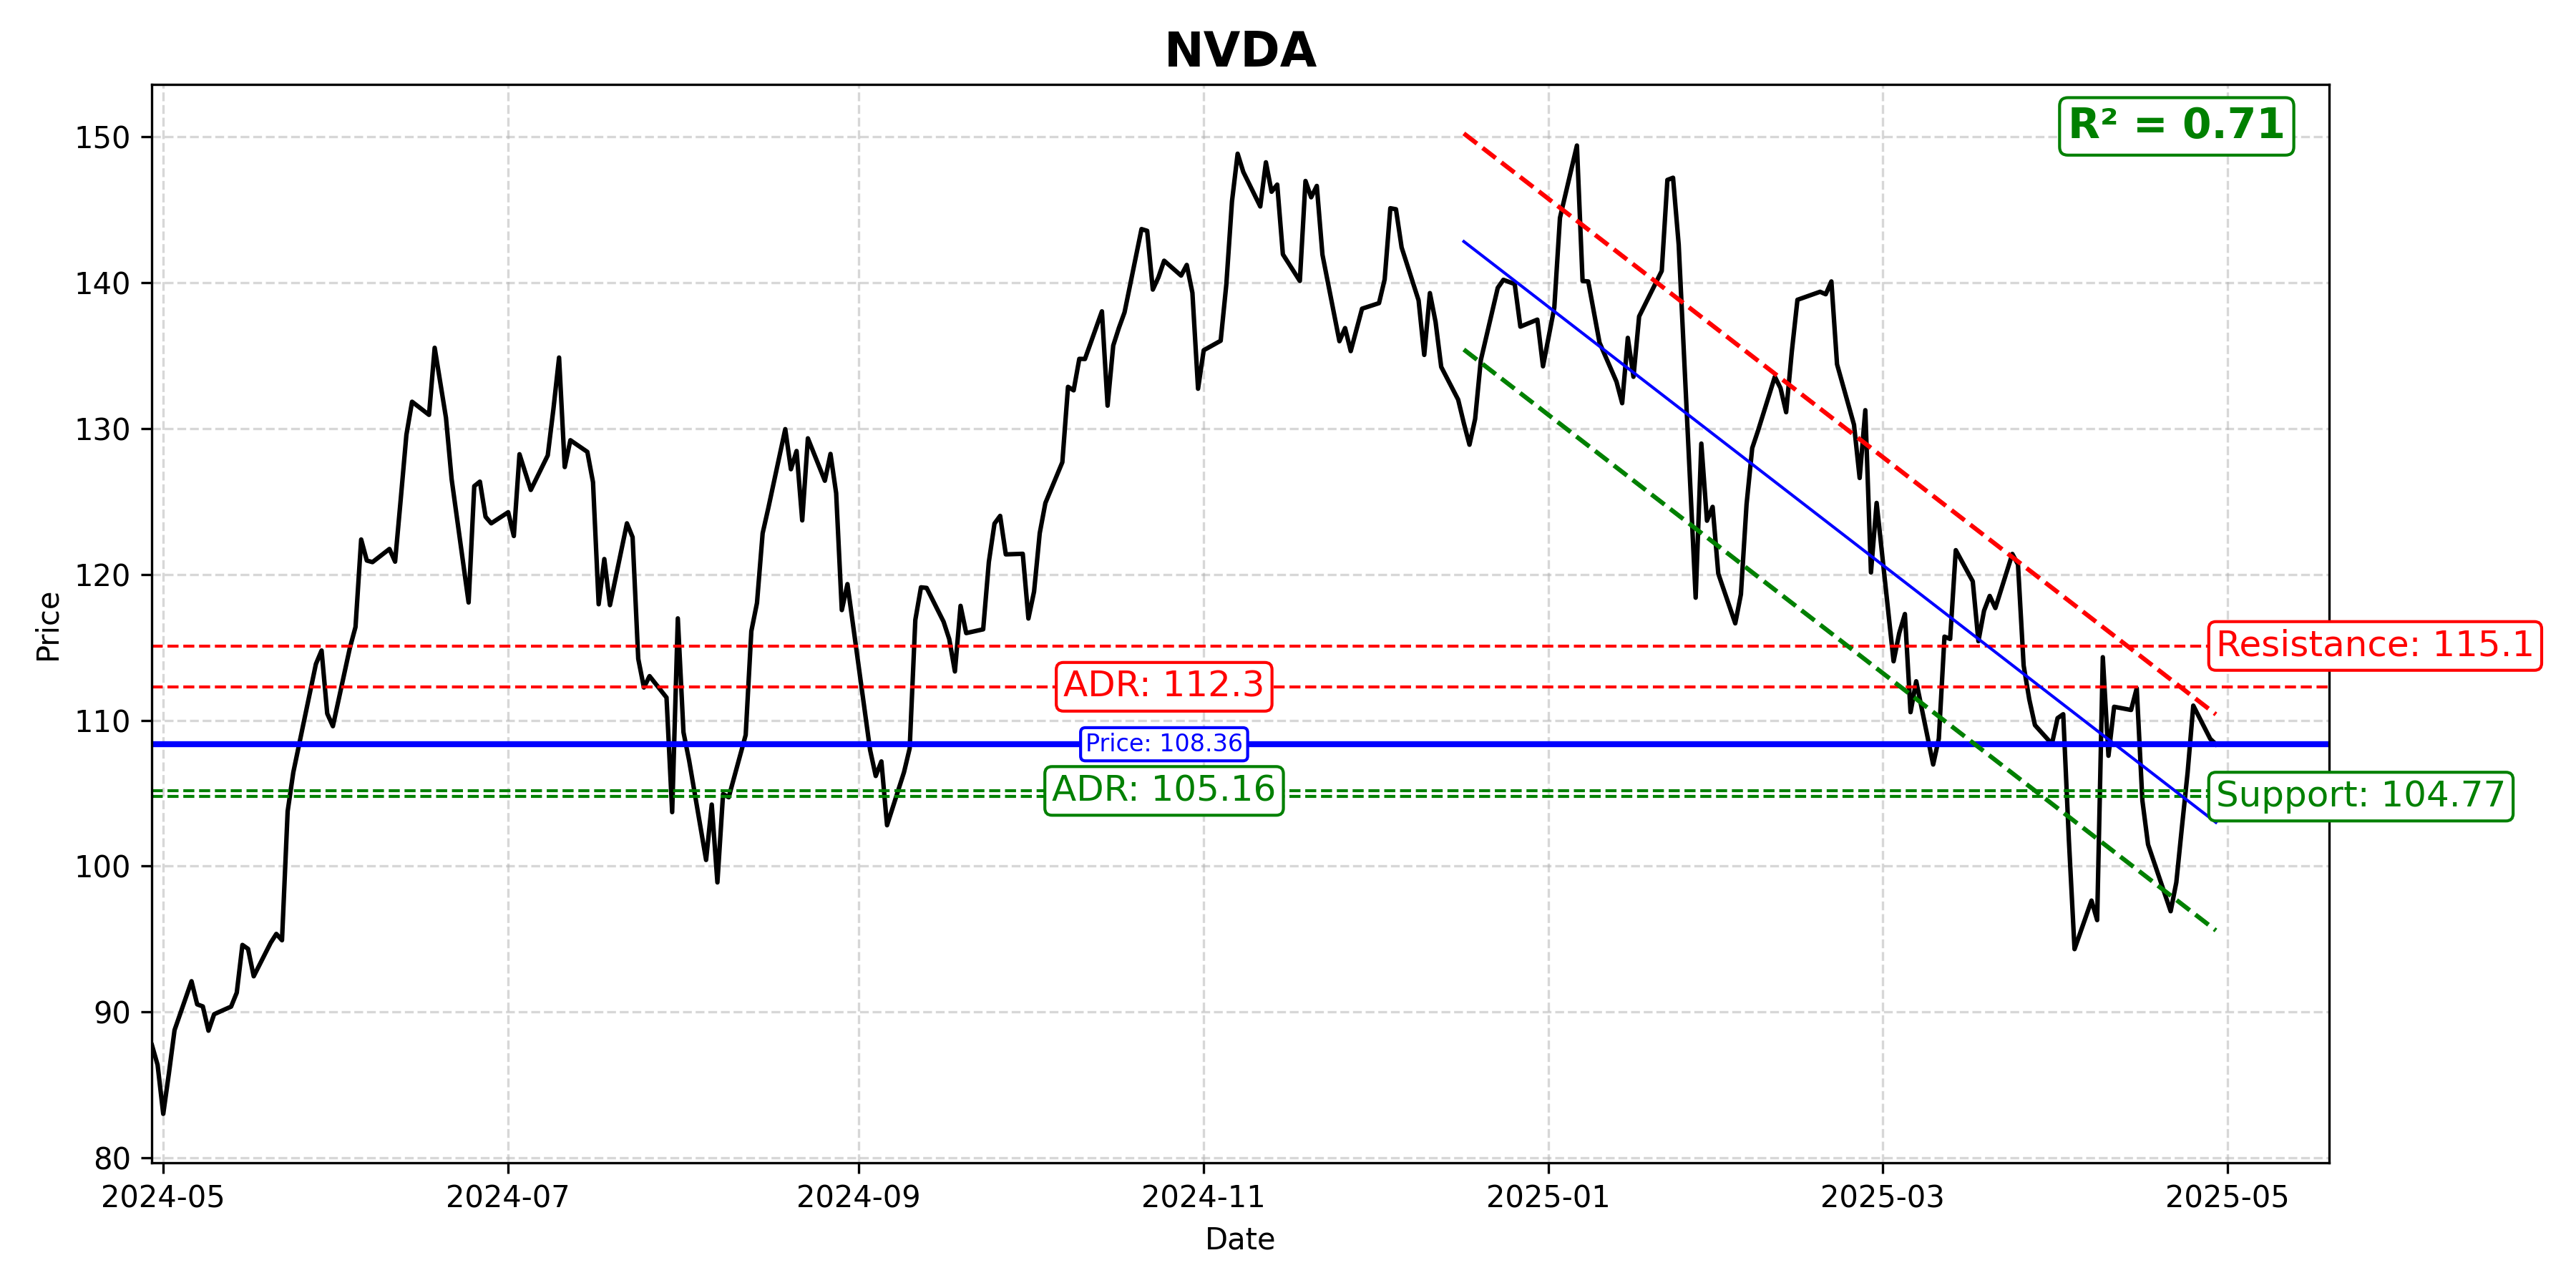 NVDA
R² = 0.71
150
140
130
120
110
100
90
80
Price
Resistance: 115.1
ADR: 112.3
Price: 108.36
ADR: 105.16
Support: 104.77
2024-05
2024-07
2024-09
2024-11
2025-01
2025-03
2025-05
Date